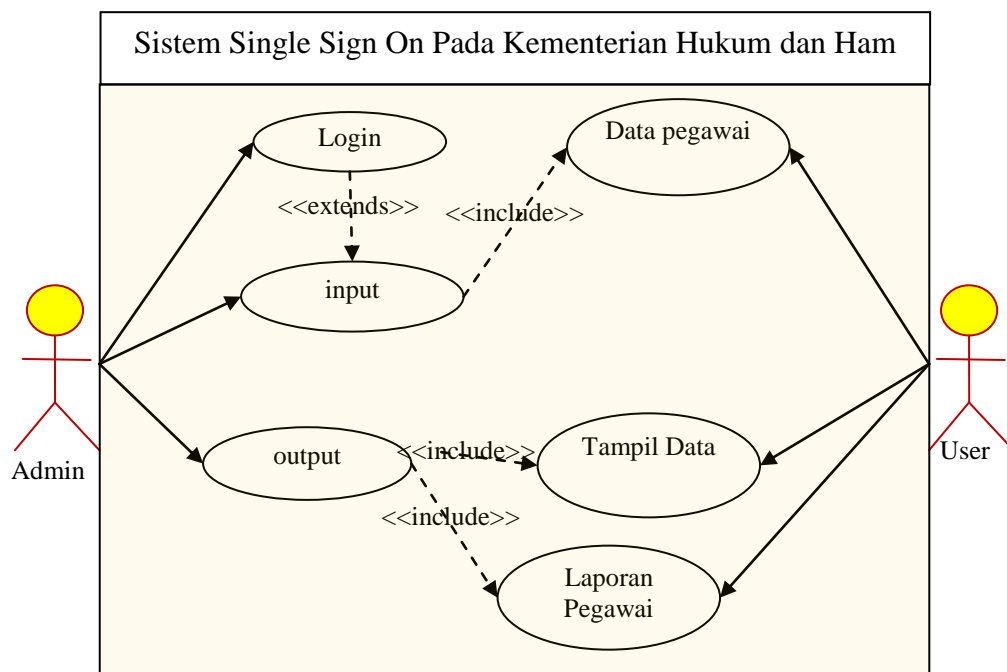 Sistem Single Sign On Pada Kementerian Hukum dan Ham
Login
Data pegawai
<<extends>>
<<include>>
input
Admin
output
<<include>>
Tampil Data
User
<<include>>
Laporan
Pegawai